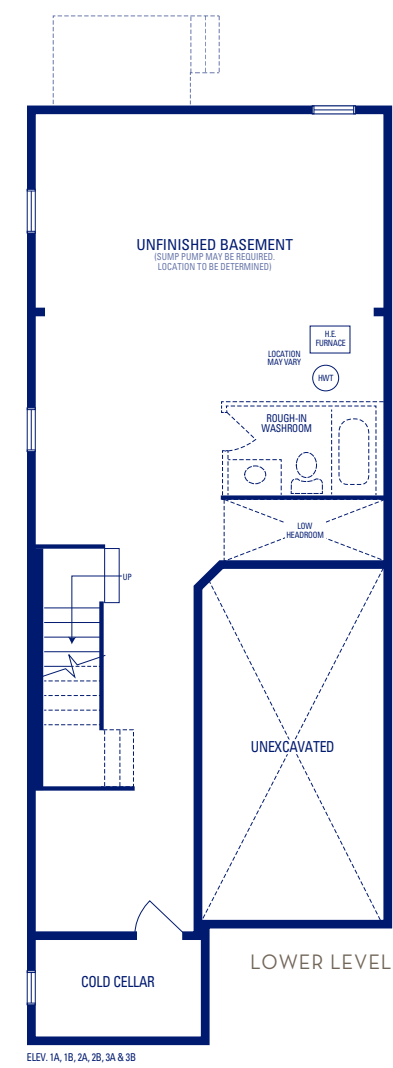 UNFINISHED BASEMENT
(SUMP PUMP MAY BE REQUIRED.
LOCATION TO BE DETERMINED)
H.E.
FURNACE
LOCATION
MAY VARY
HWT
ROUGH-IN
WASHROOM
LOW
HEADROOM
UP
UNEXCAVATED
LOWER LEVEL
COLD CELLAR
ELEV. 1A, 1B, 2A, 2B, 3A & 3B